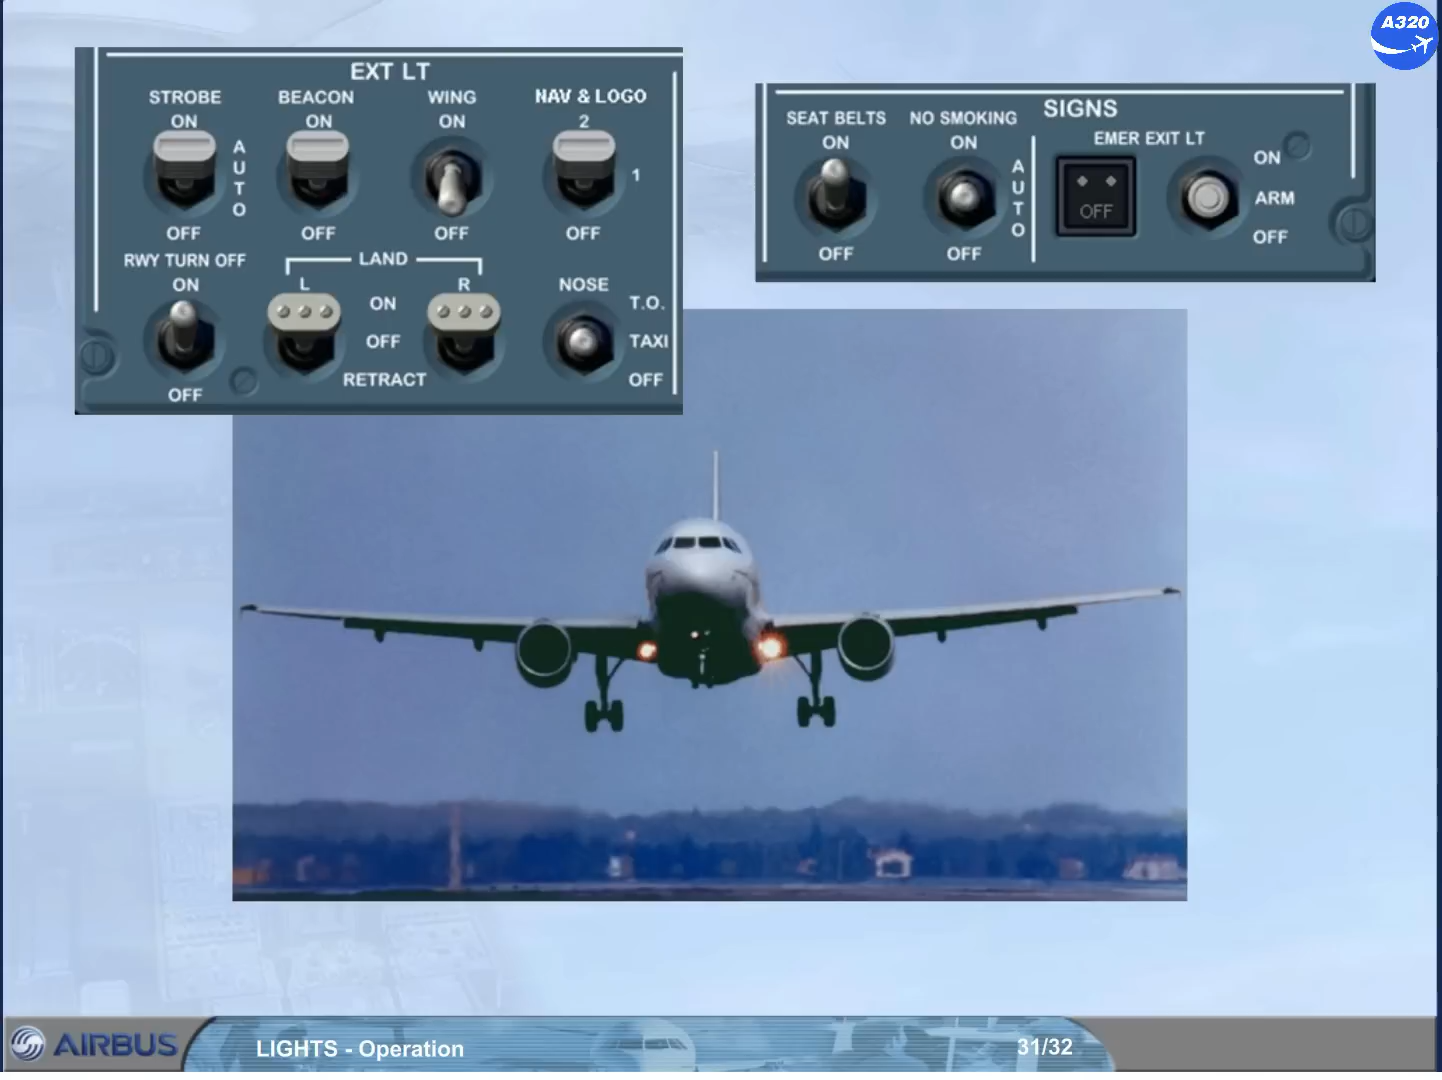 A320
EXT LT
STROBE BEACON WING NAV & LOGO
ON ON ON 2
AUTO
1
OFF OFF OFF OFF
RWY TURN OFF LAND
ON L R NOSE
ON T.O.
OFF TAXI
RETRACT OFF
OFF
SIGNS
SEAT BELTS NO SMOKING
EMER EXIT LT
ON ON ON
AUTO
OFF ARM
OFF OFF OFF
AIRBUS
LIGHTS - Operation
31/32